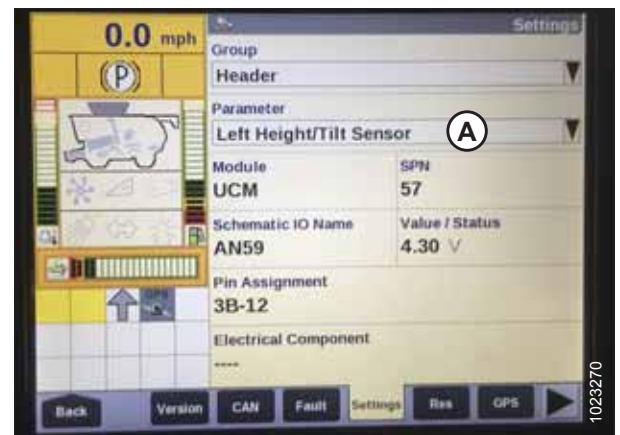 0.0 mph
Settings
Group
(P)
Header
Parameter
Left Height/Tilt Sensor
A
Module
SPN
UCM
57
Schematic IO Name
Value / Status
AN59
4.30 V
Pin Assignment
3B-12
GPS
Electrical Component
----
Back
Version
CAN
Fault
Settings
Res
GPS
1023270